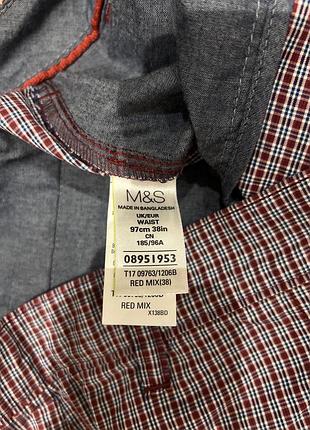 M&S
MADE IN BANGLADESH
UK/EUR
WAIST
97cm 38in
CN
185/96A
08951953
T17 09763/1206B
RED MIX(38)
RED MIX
X138BD